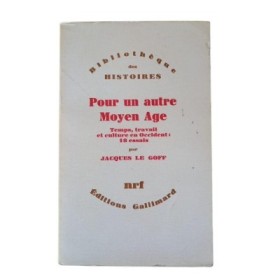 Bibliothèque
des
HISTOIRES
Pour un autre
Moyen Age
Temps, travail
et culture en Occident:
18 essais
par
JACQUES LE GOFF
nrf
Éditions Gallimard